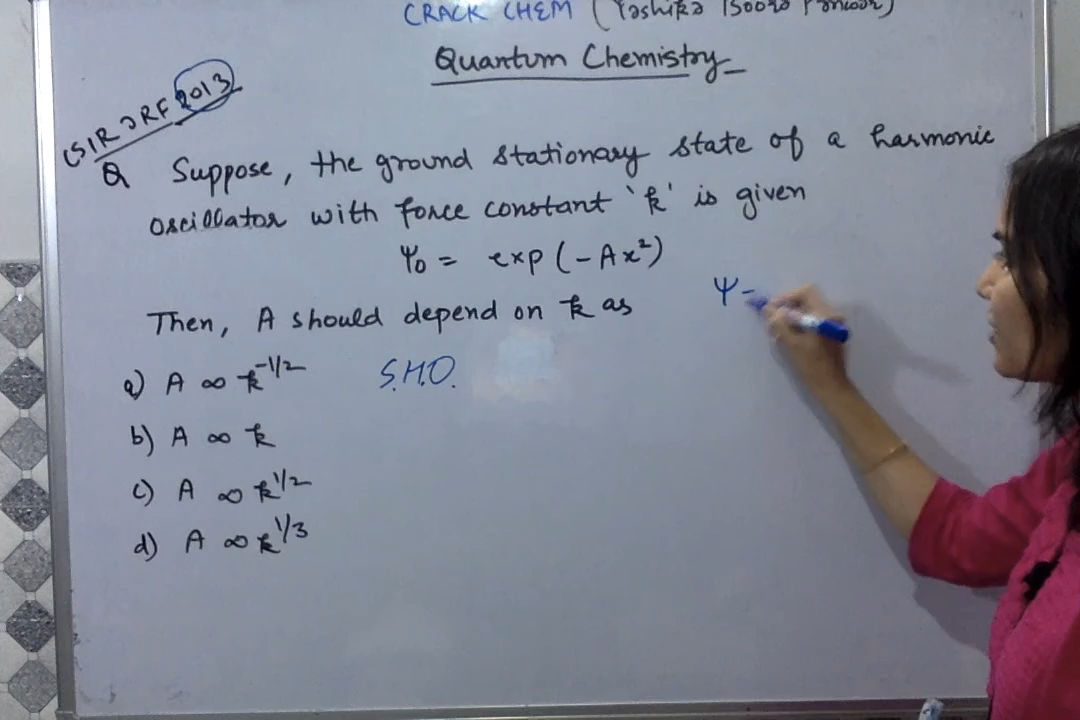 CRACK CHEM (Yashika
Quantum Chemistry
CSIR JRF 2013
Q Suppose, the ground stationary state of a harmonic
oscillator with force constant 'k' is given
Ψ0 = exp (-Ax²)
Ψ-
Then, A should depend on k as
a) A ∝ k^-1/2
S.H.O.
b) A ∝ k
c) A ∝ k^1/2
d) A ∝ k^1/3